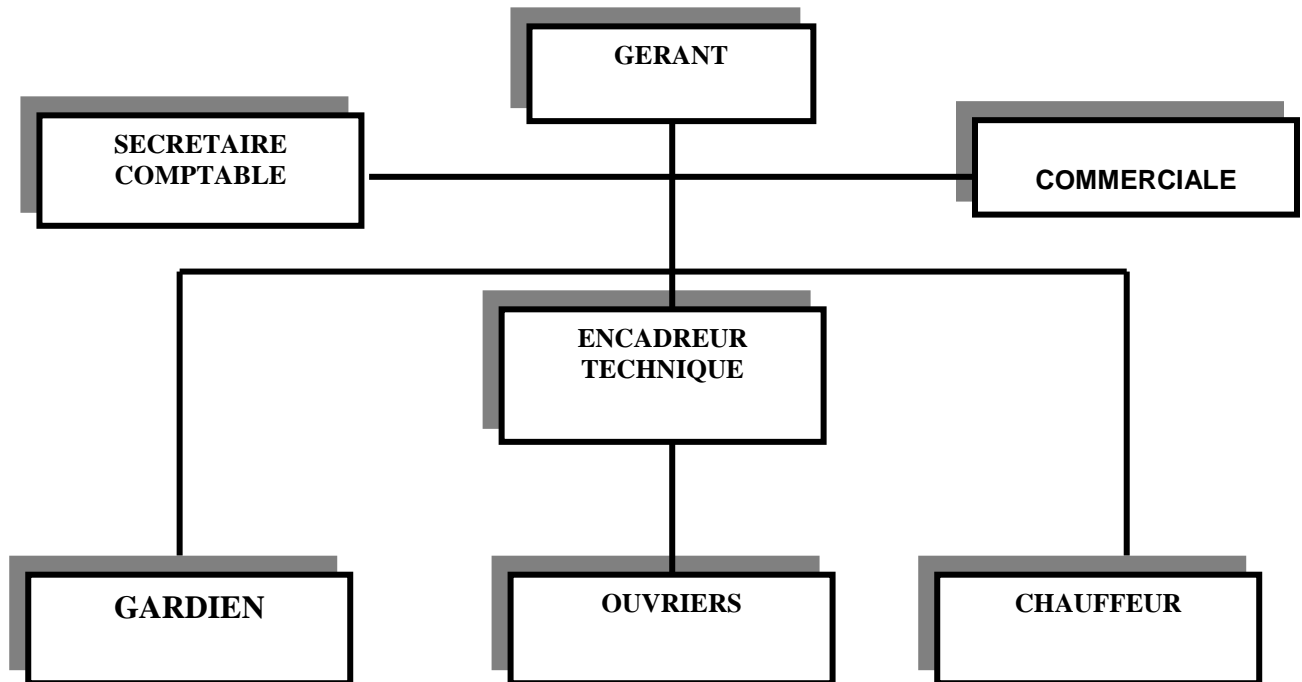 GERANT
SECRETAIRE
COMPTABLE
COMMERCIALE
ENCADREUR
TECHNIQUE
GARDIEN
OUVRIERS
CHAUFFEUR